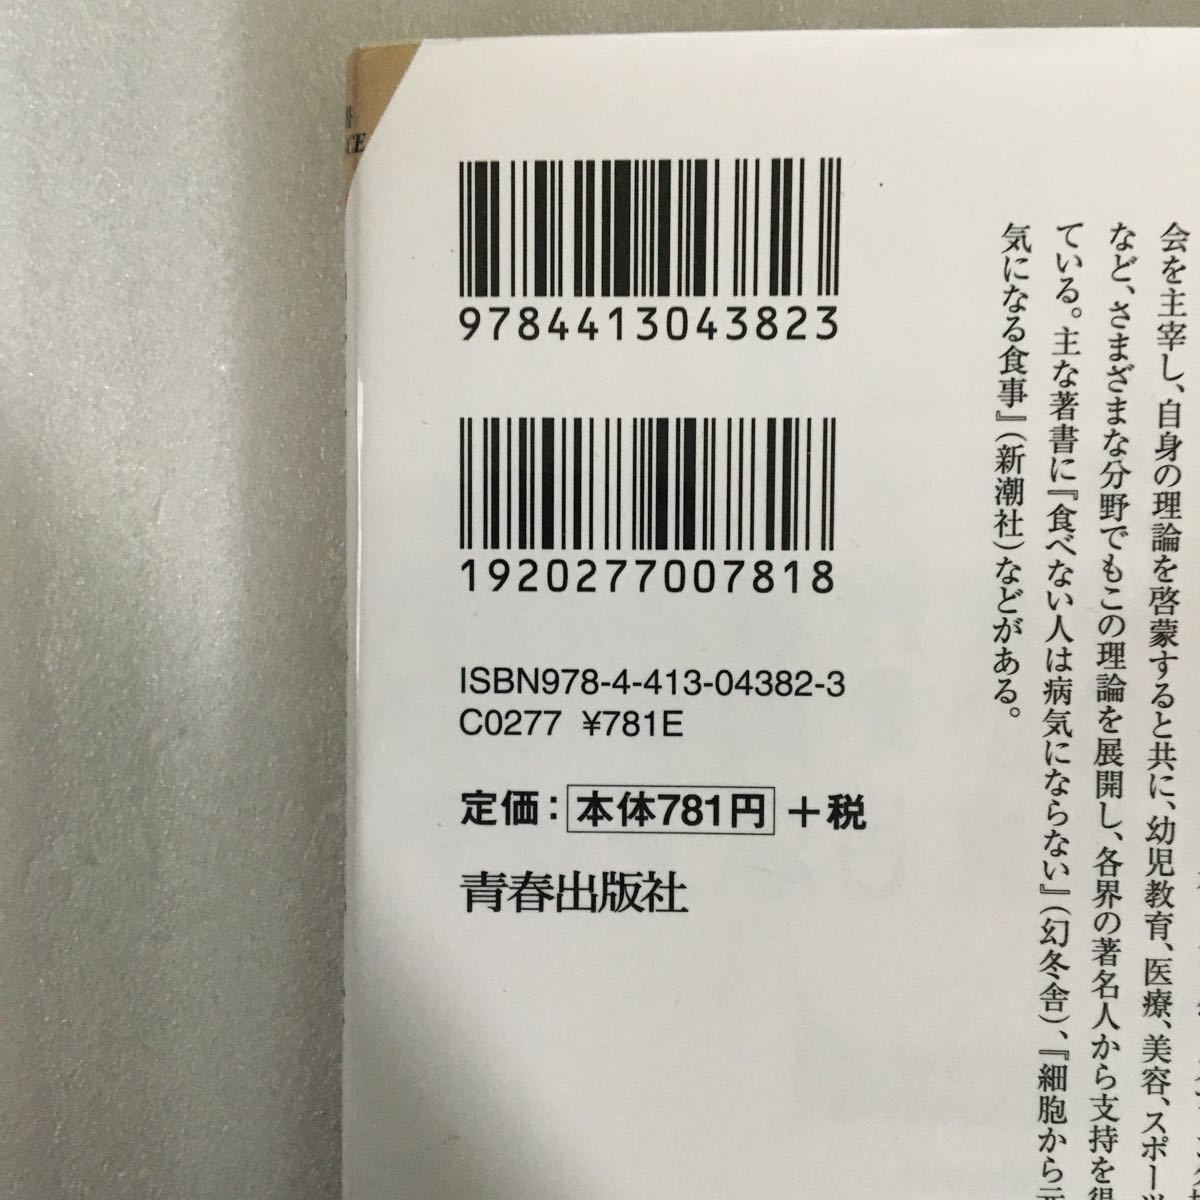 9784413043823
1920277007818
ISBN978-4-413-04382-3
C0277 ¥781E
定価：本体781円＋税
青春出版社
会を主宰し、自身の理論を啓蒙すると共に、幼児教育、医療、美容、スポーツ
など、さまざまな分野でもこの理論を展開し、各界の著名人から支持を得
ている。主な著書に『食べない人は病気にならない』（幻冬舎）、『細胞から元
気になる食事』（新潮社）などがある。